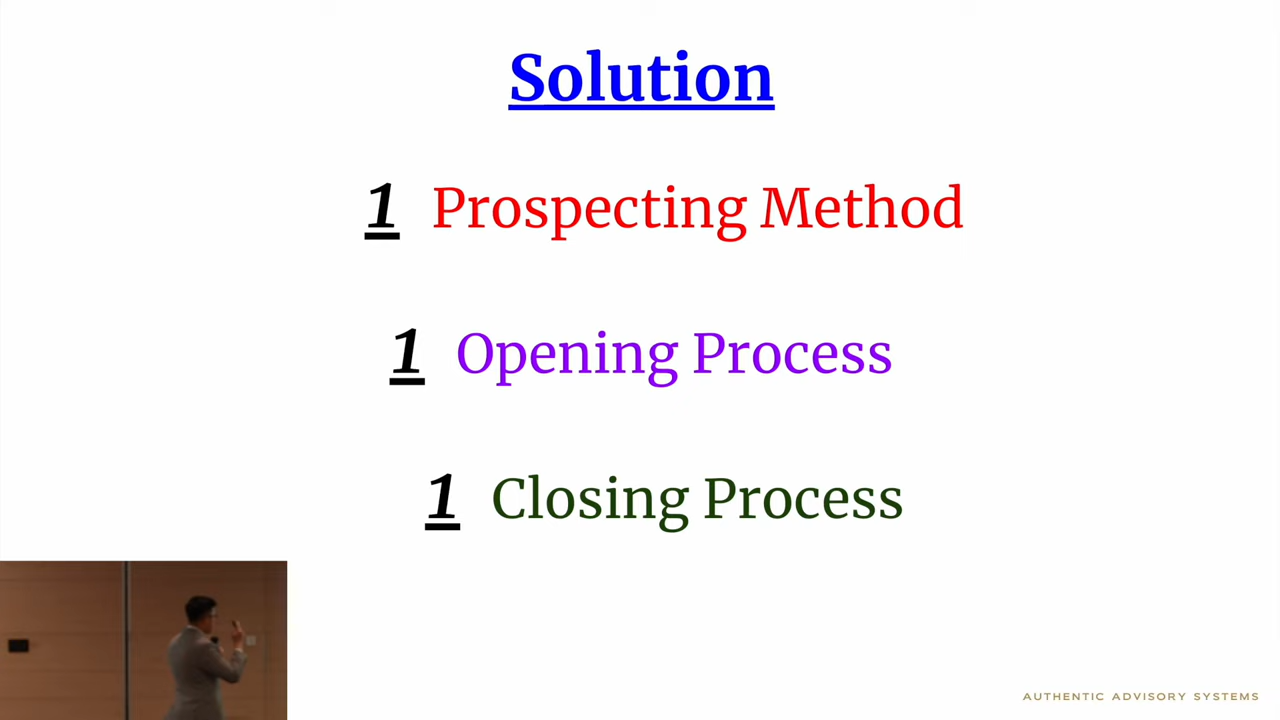 Solution
1 Prospecting Method
1 Opening Process
1 Closing Process
AUTHENTIC ADVISORY SYSTEMS